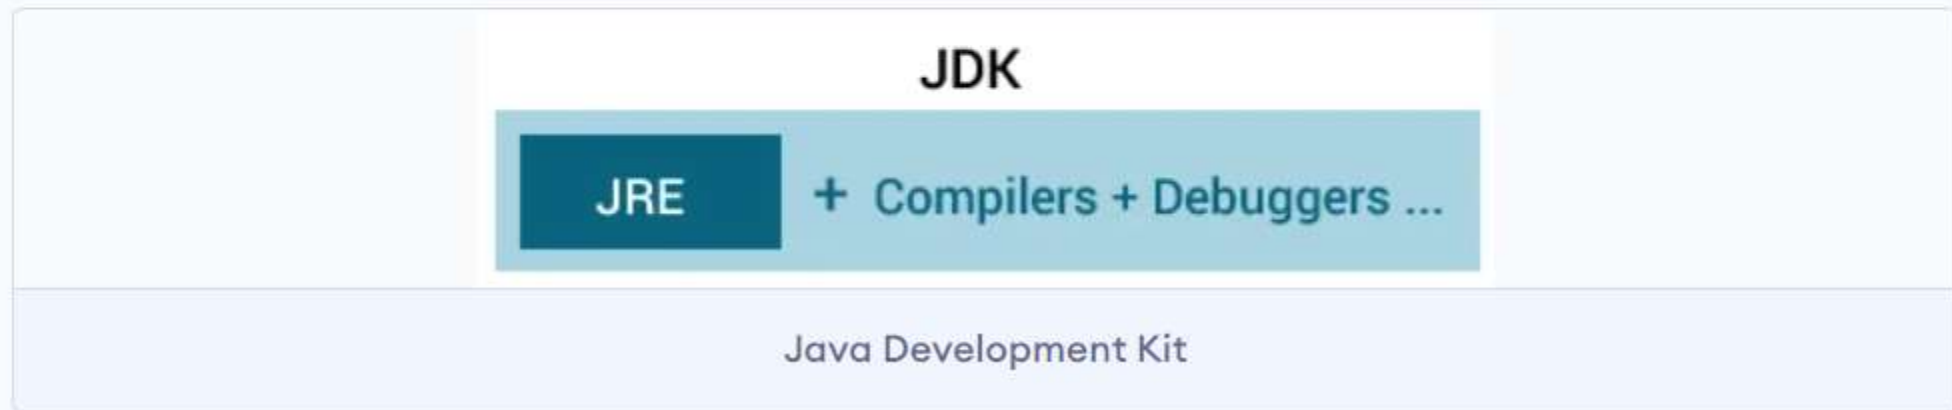 JDK
JRE + Compilers + Debuggers ...
Java Development Kit